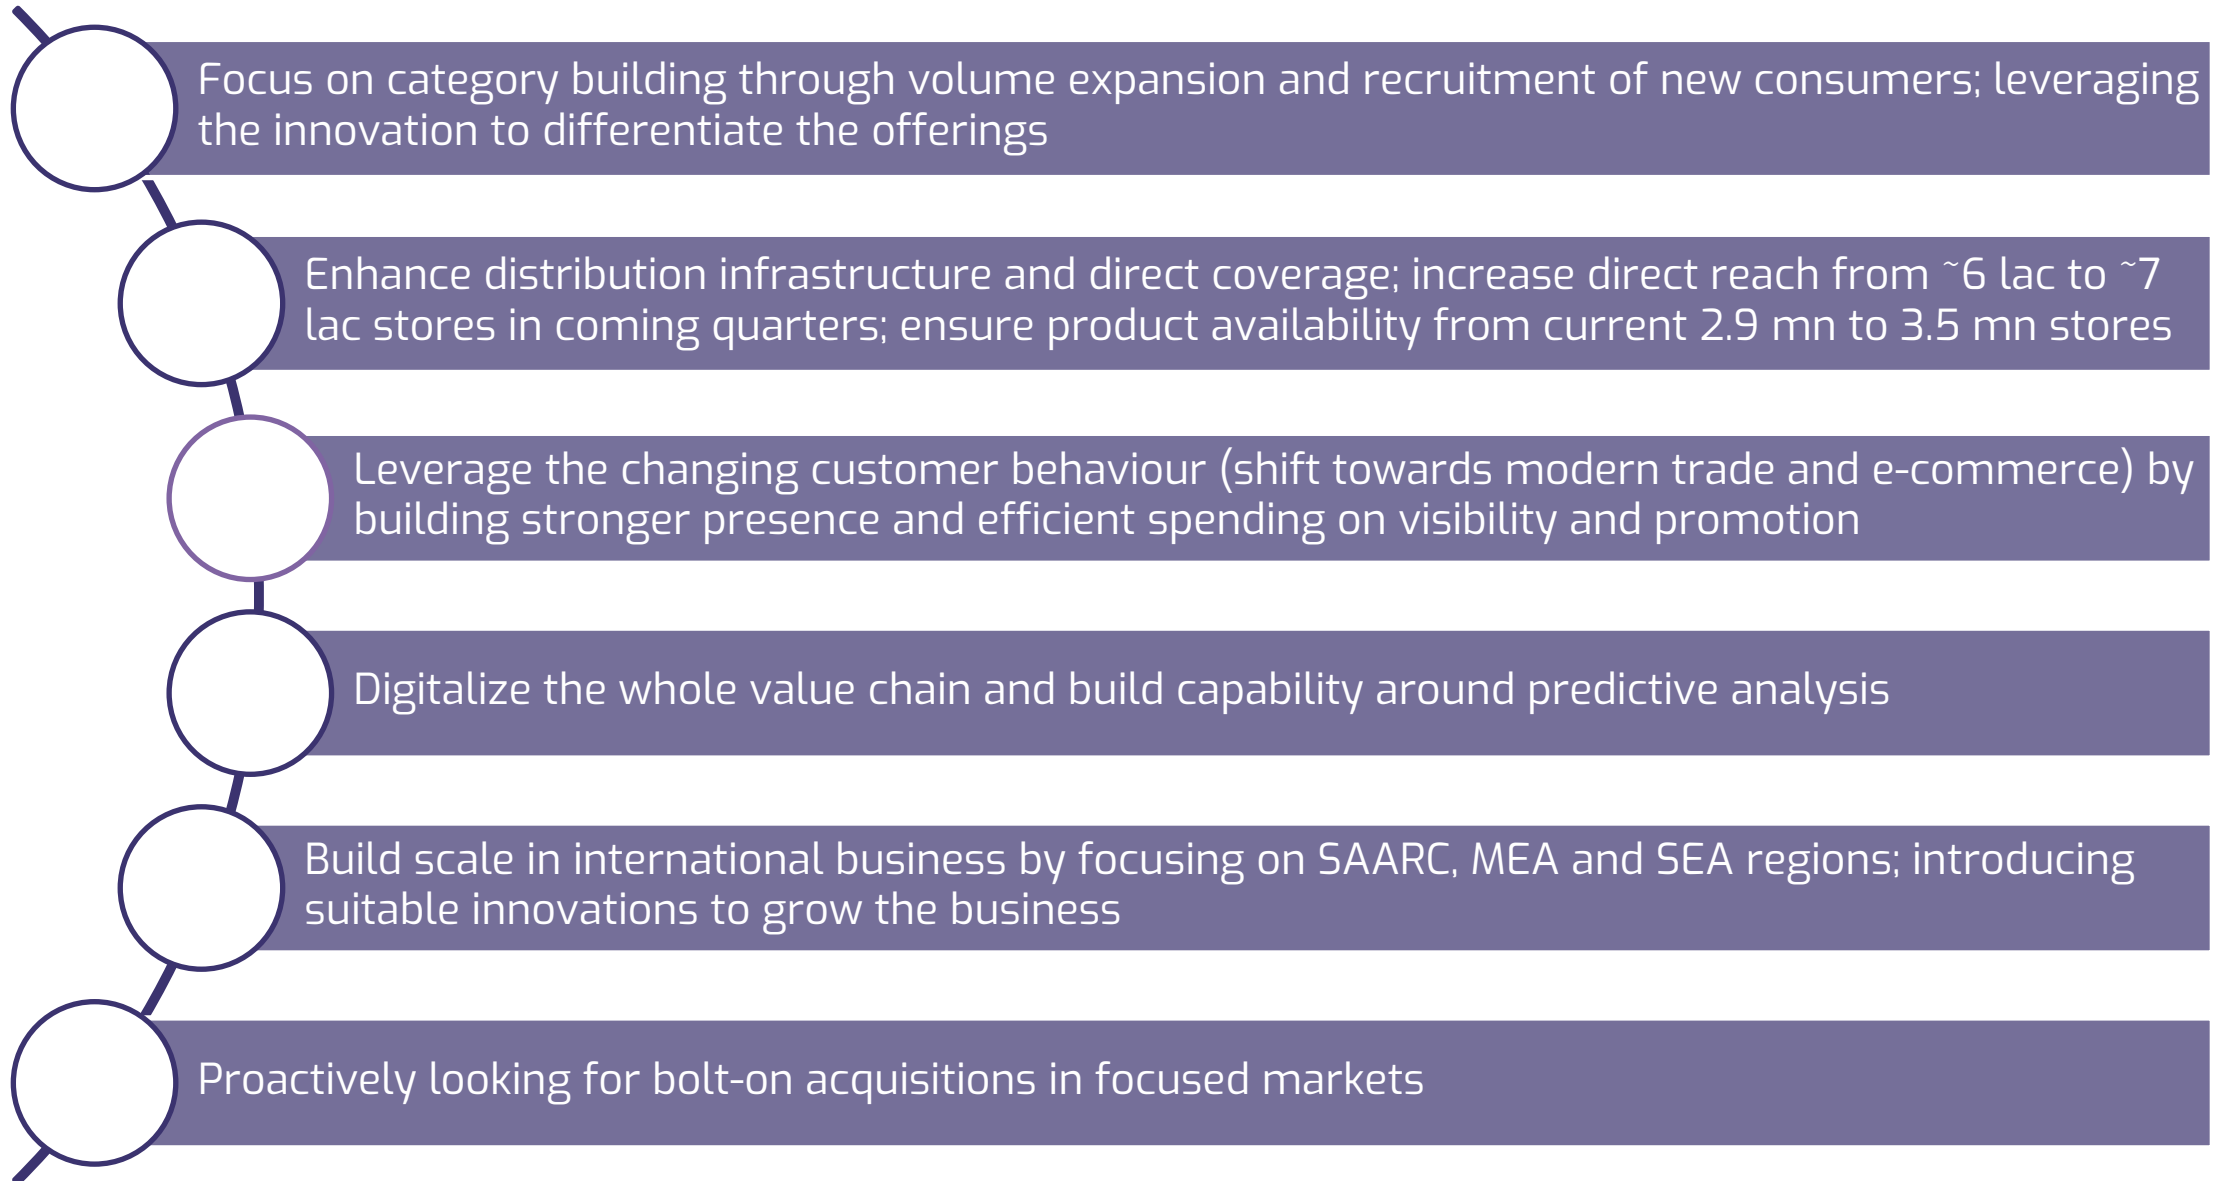 Focus on category building through volume expansion and recruitment of new consumers; leveraging
the innovation to differentiate the offerings
Enhance distribution infrastructure and direct coverage; increase direct reach from ~6 lac to ~7
lac stores in coming quarters; ensure product availability from current 2.9 mn to 3.5 mn stores
Leverage the changing customer behaviour (shift towards modern trade and e-commerce) by
building stronger presence and efficient spending on visibility and promotion
Digitalize the whole value chain and build capability around predictive analysis
Build scale in international business by focusing on SAARC, MEA and SEA regions; introducing
suitable innovations to grow the business
Proactively looking for bolt-on acquisitions in focused markets